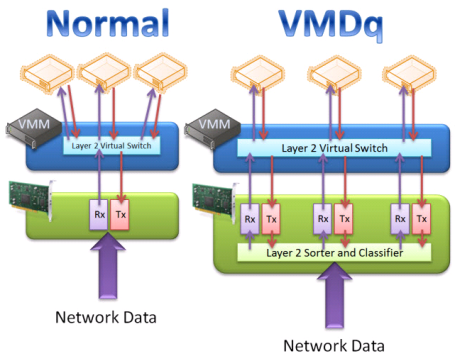 Normal
VMM
Layer 2 Virtual Switch
Rx
Tx
Network Data
VMDq
VMM
Layer 2 Virtual Switch
Rx
Tx
Rx
Tx
Rx
Tx
Layer 2 Sorter and Classifier
Network Data